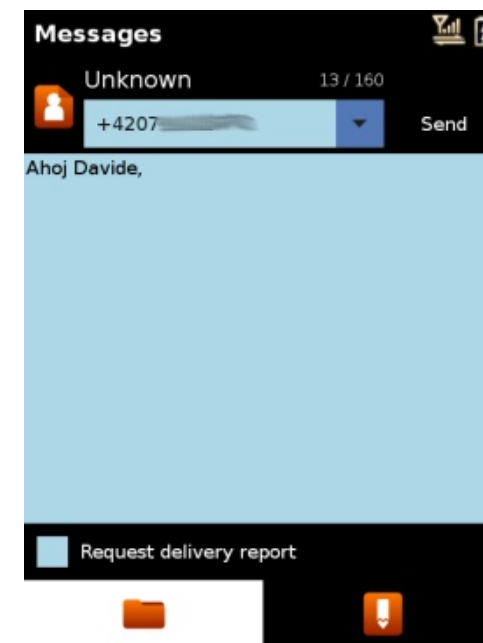 Messages
Unknown 13 / 160
+4207
Send
Ahoj Davide,
Request delivery report